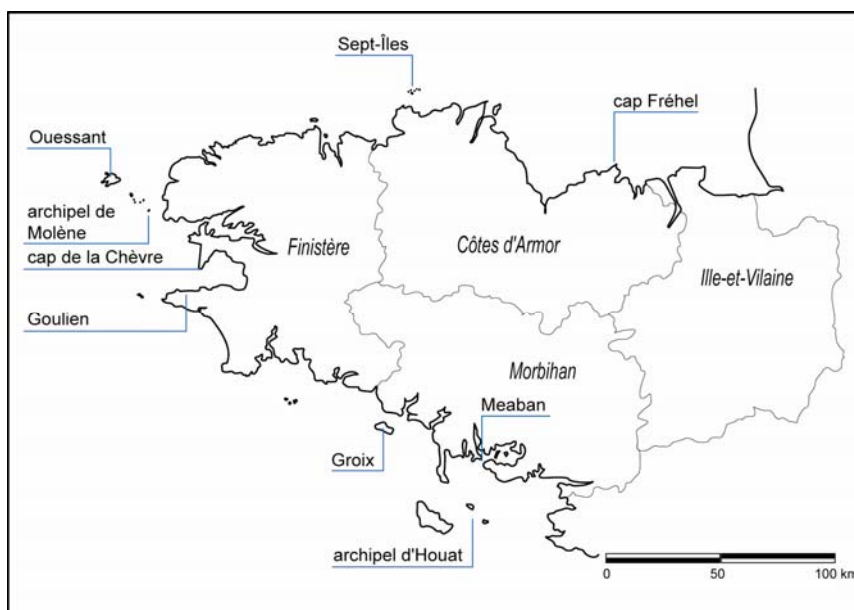 Sept-Îles
cap Fréhel
Ouessant
archipel de
Molène
cap de la Chèvre
Finistère
Côtes d'Armor
Ille-et-Vilaine
Goulien
Morbihan
Meaban
Groix
archipel d'Houat
0 50 100 km